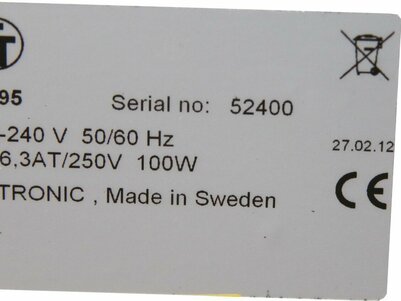 T
95
Serial no: 52400
-240 V 50/60 Hz
27.02.12
6,3AT/250V 100W
TRONIC , Made in Sweden
CE